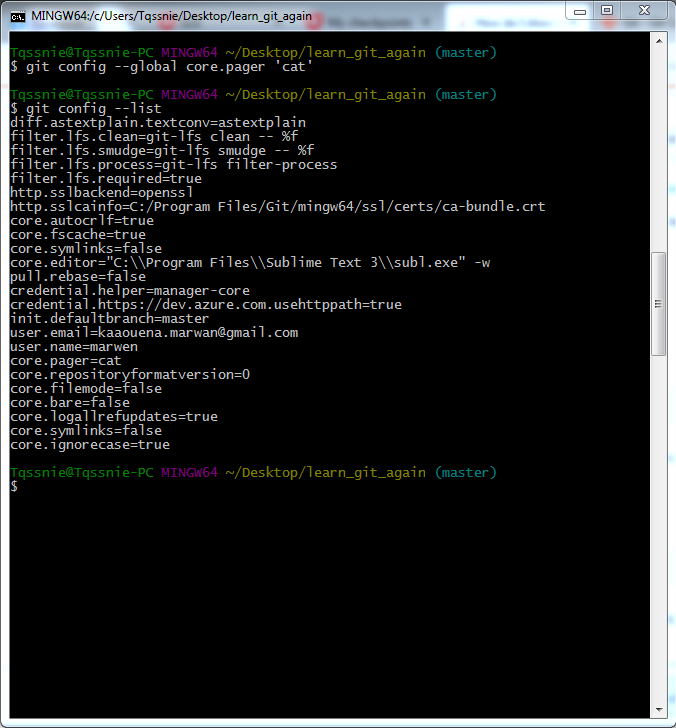 MINGW64:/c/Users/Tqssnie/Desktop/learn_git_again
Tqssnie@Tqssnie-PC MINGW64 ~/Desktop/learn_git_again (master)
$ git config --global core.pager 'cat'
Tqssnie@Tqssnie-PC MINGW64 ~/Desktop/learn_git_again (master)
$ git config --list
diff.astextplain.textconv=astextplain
filter.lfs.clean=git-lfs clean -- %f
filter.lfs.smudge=git-lfs smudge -- %f
filter.lfs.process=git-lfs filter-process
filter.lfs.required=true
http.sslbackend=openssl
http.sslcainfo=C:/Program Files/Git/mingw64/ssl/certs/ca-bundle.crt
core.autocrlf=true
core.fscache=true
core.symlinks=false
core.editor="C:\\Program Files\\Sublime Text 3\\subl.exe" -w
pull.rebase=false
credential.helper=manager-core
credential.https://dev.azure.com.usehttppath=true
init.defaultbranch=master
user.email=kaaouena.marwan@gmail.com
user.name=marwen
core.pager=cat
core.repositoryformatversion=0
core.filemode=false
core.bare=false
core.logallrefupdates=true
core.symlinks=false
core.ignorecase=true
Tqssnie@Tqssnie-PC MINGW64 ~/Desktop/learn_git_again (master)
$